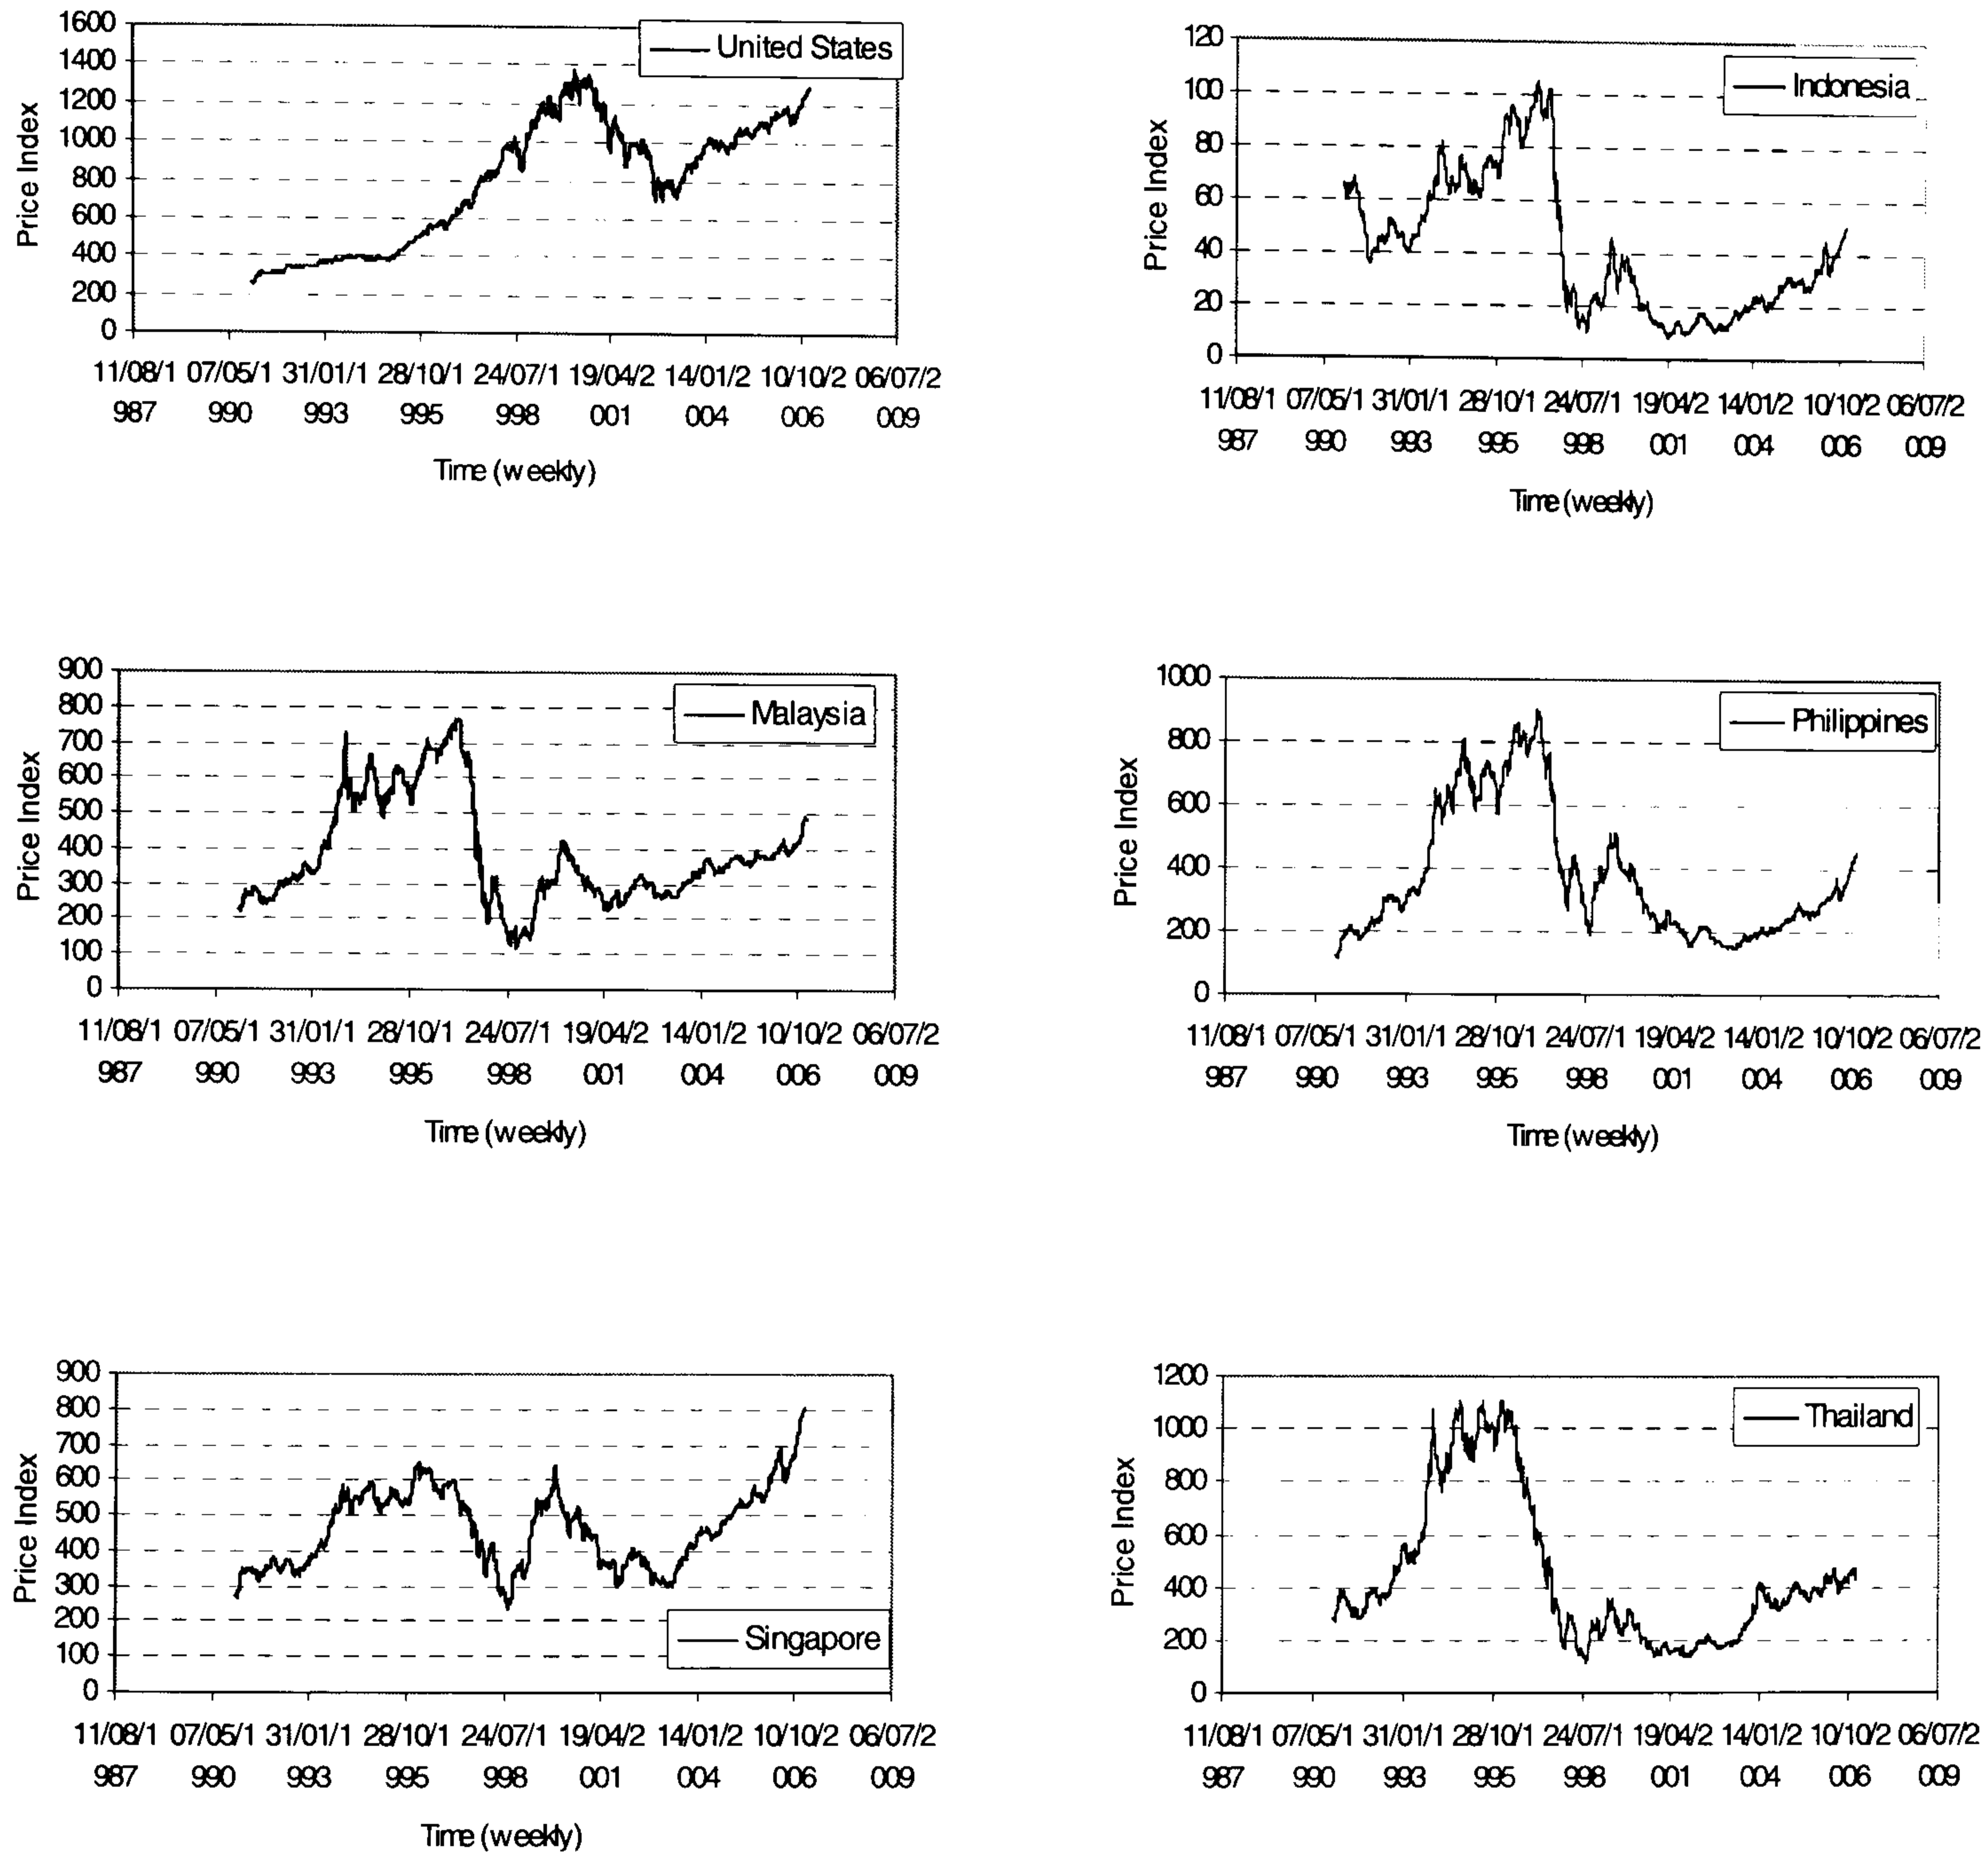 1600
1400
1200
1000
800
600
400
200
0
Price Index
United States
11/08/1 07/05/1 31/01/1 28/10/1 24/07/1 19/04/2 14/01/2 10/10/2 06/07/2
987 990 993 995 998 001 004 006 009
Time (weekly)
120
100
80
60
40
20
0
Price Index
Indonesia
11/08/1 07/05/1 31/01/1 28/10/1 24/07/1 19/04/2 14/01/2 10/10/2 06/07/2
987 990 993 995 998 001 004 006 009
Time (weekly)
900
800
700
600
500
400
300
200
100
0
Price Index
Malaysia
11/08/1 07/05/1 31/01/1 28/10/1 24/07/1 19/04/2 14/01/2 10/10/2 06/07/2
987 990 993 995 998 001 004 006 009
Time (weekly)
1000
800
600
400
200
0
Price Index
Philippines
11/08/1 07/05/1 31/01/1 28/10/1 24/07/1 19/04/2 14/01/2 10/10/2 06/07/2
987 990 993 995 998 001 004 006 009
Time (weekly)
900
800
700
600
500
400
300
200
100
0
Price Index
Singapore
11/08/1 07/05/1 31/01/1 28/10/1 24/07/1 19/04/2 14/01/2 10/10/2 06/07/2
987 990 993 995 998 001 004 006 009
Time (weekly)
1200
1000
800
600
400
200
0
Price Index
Thailand
11/08/1 07/05/1 31/01/1 28/10/1 24/07/1 19/04/2 14/01/2 10/10/2 06/07/2
987 990 993 995 998 001 004 006 009